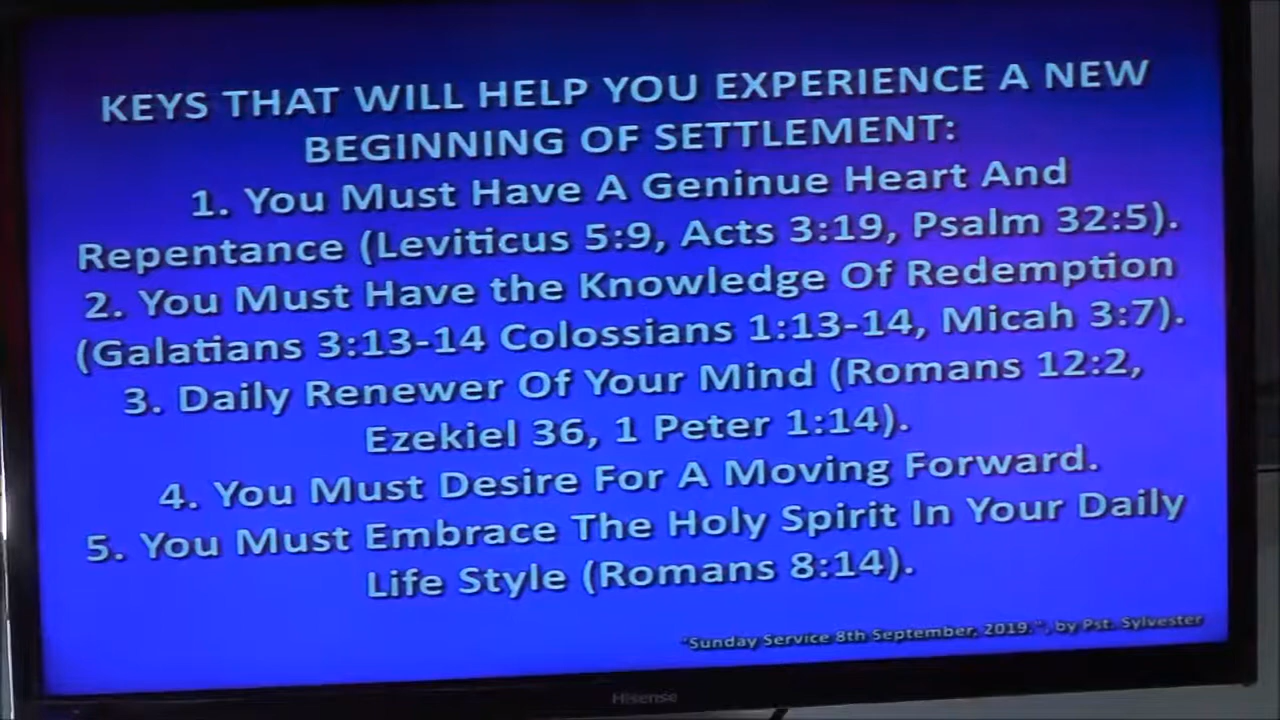 KEYS THAT WILL HELP YOU EXPERIENCE A NEW
BEGINNING OF SETTLEMENT:
1. You Must Have A Geninue Heart And
Repentance (Leviticus 5:9, Acts 3:19, Psalm 32:5).
2. You Must Have the Knowledge Of Redemption
(Galatians 3:13-14 Colossians 1:13-14, Micah 3:7).
3. Daily Renewer Of Your Mind (Romans 12:2,
Ezekiel 36, 1 Peter 1:14).
4. You Must Desire For A Moving Forward.
5. You Must Embrace The Holy Spirit In Your Daily
Life Style (Romans 8:14).
"Sunday Service 8th September, 2019.", by Pst. Sylvester
Hisense